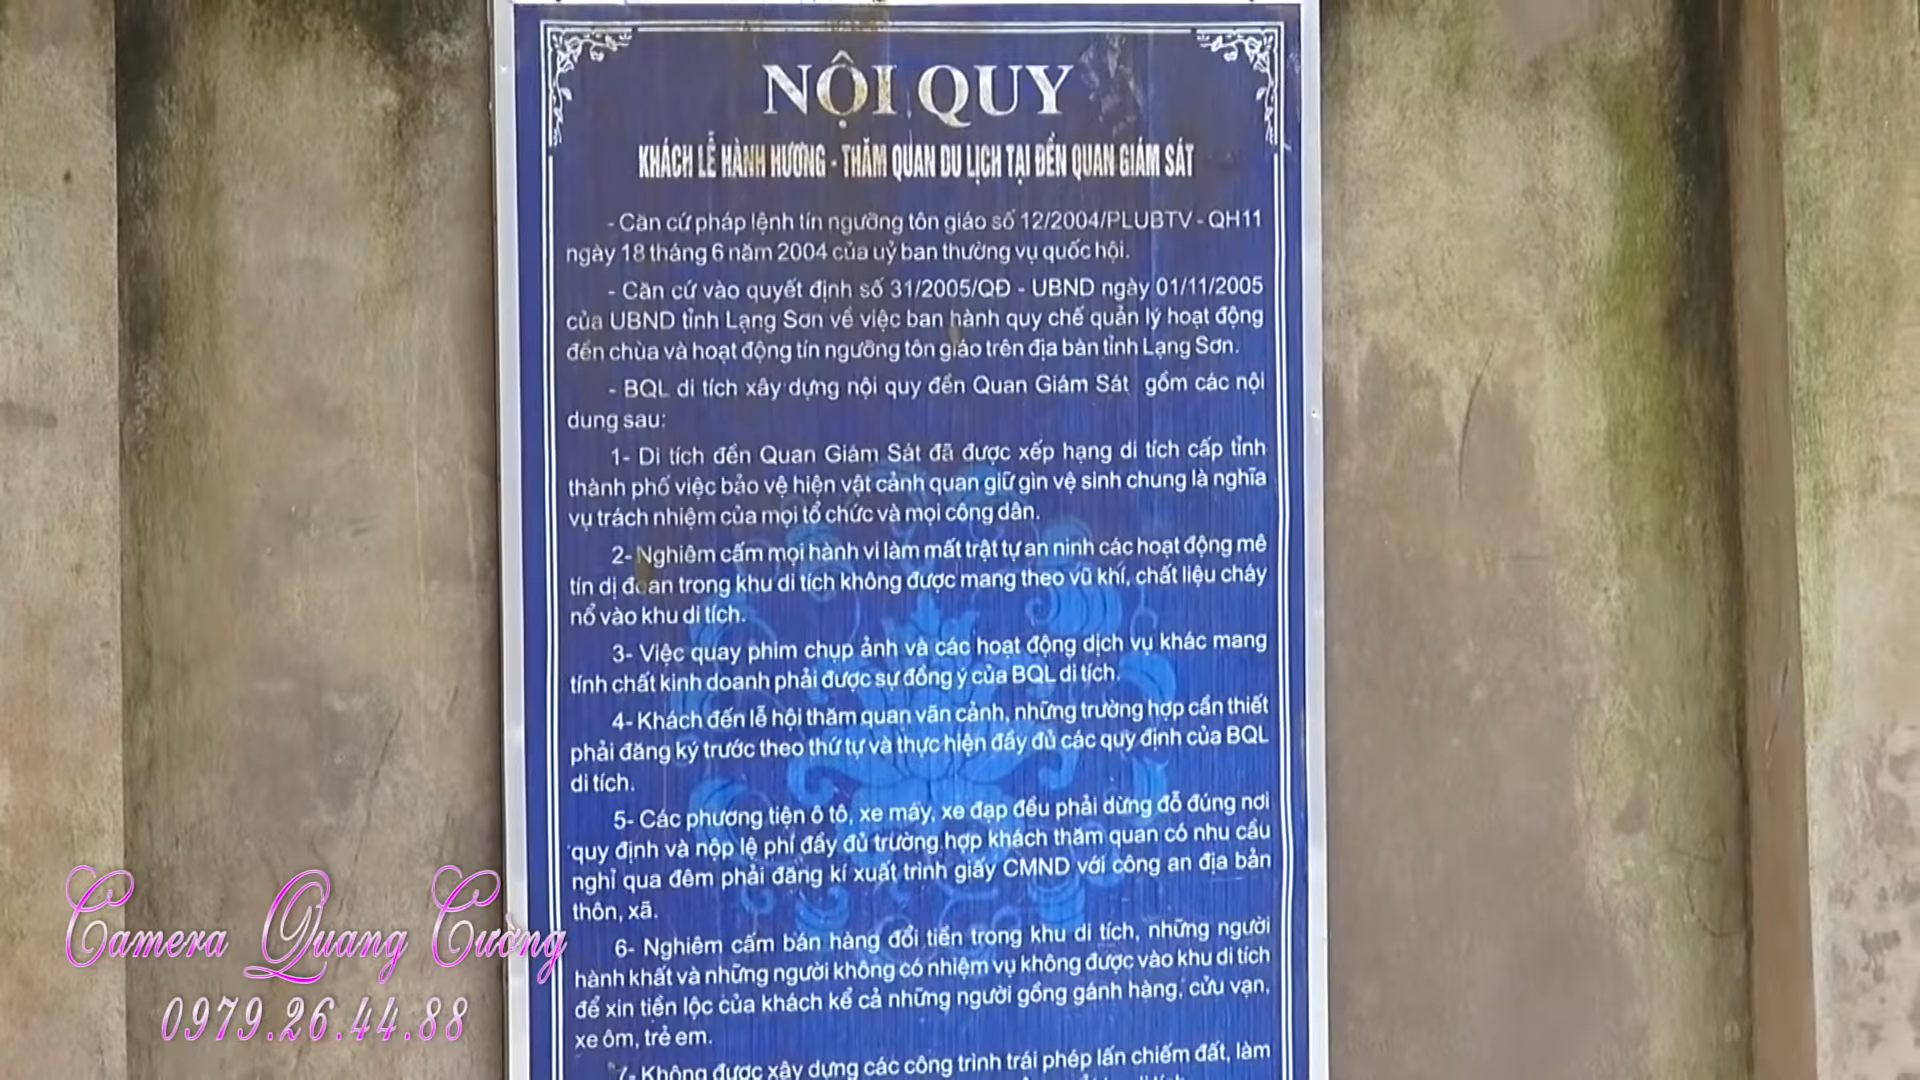 NỘI QUY
KHÁCH LỄ HÀNH HƯƠNG - THĂM QUAN DU LỊCH TẠI ĐỀN QUAN GIÁM SÁT
- Căn cứ pháp lệnh tín ngưỡng tôn giáo số 12/2004/PLUBTV - QH11
ngày 18 tháng 6 năm 2004 của uỷ ban thường vụ quốc hội.
- Căn cứ vào quyết định số 31/2005/QĐ - UBND ngày 01/11/2005
của UBND tỉnh Lạng Sơn về việc ban hành quy chế quản lý hoạt động
đền chùa và hoạt động tín ngưỡng tôn giáo trên địa bàn tỉnh Lạng Sơn.
- BQL di tích xây dựng nội quy đền Quan Giám Sát gồm các nội
dung sau:
1- Di tích đền Quan Giám Sát đã được xếp hạng di tích cấp tỉnh
thành phố việc bảo vệ hiện vật cảnh quan giữ gìn vệ sinh chung là nghĩa
vụ trách nhiệm của mọi tổ chức và mọi công dân.
2- Nghiêm cấm mọi hành vi làm mất trật tự an ninh các hoạt động mê
tín dị đoan trong khu di tích không được mang theo vũ khí, chất liệu cháy
nổ vào khu di tích.
3- Việc quay phim chụp ảnh và các hoạt động dịch vụ khác mang
tính chất kinh doanh phải được sự đồng ý của BQL di tích.
4- Khách đến lễ hội thăm quan vãn cảnh, những trường hợp cần thiết
phải đăng ký trước theo thứ tự và thực hiện đầy đủ các quy định của BQL
di tích.
5- Các phương tiện ô tô, xe máy, xe đạp đều phải dừng đỗ đúng nơi
quy định và nộp lệ phí đầy đủ trường hợp khách thăm quan có nhu cầu
nghỉ qua đêm phải đăng kí xuất trình giấy CMND với công an địa bản
thôn, xã.
6- Nghiêm cấm bán hàng đổi tiền trong khu di tích, những người
hành khất và những người không có nhiệm vụ không được vào khu di tích
để xin tiền lộc của khách kể cả những người gồng gánh hàng, cửu vạn,
xe ôm, trẻ em.
7- Không được xây dựng các công trình trái phép lấn chiếm đất, làm
Camera Quang Cường
0979.26.44.88